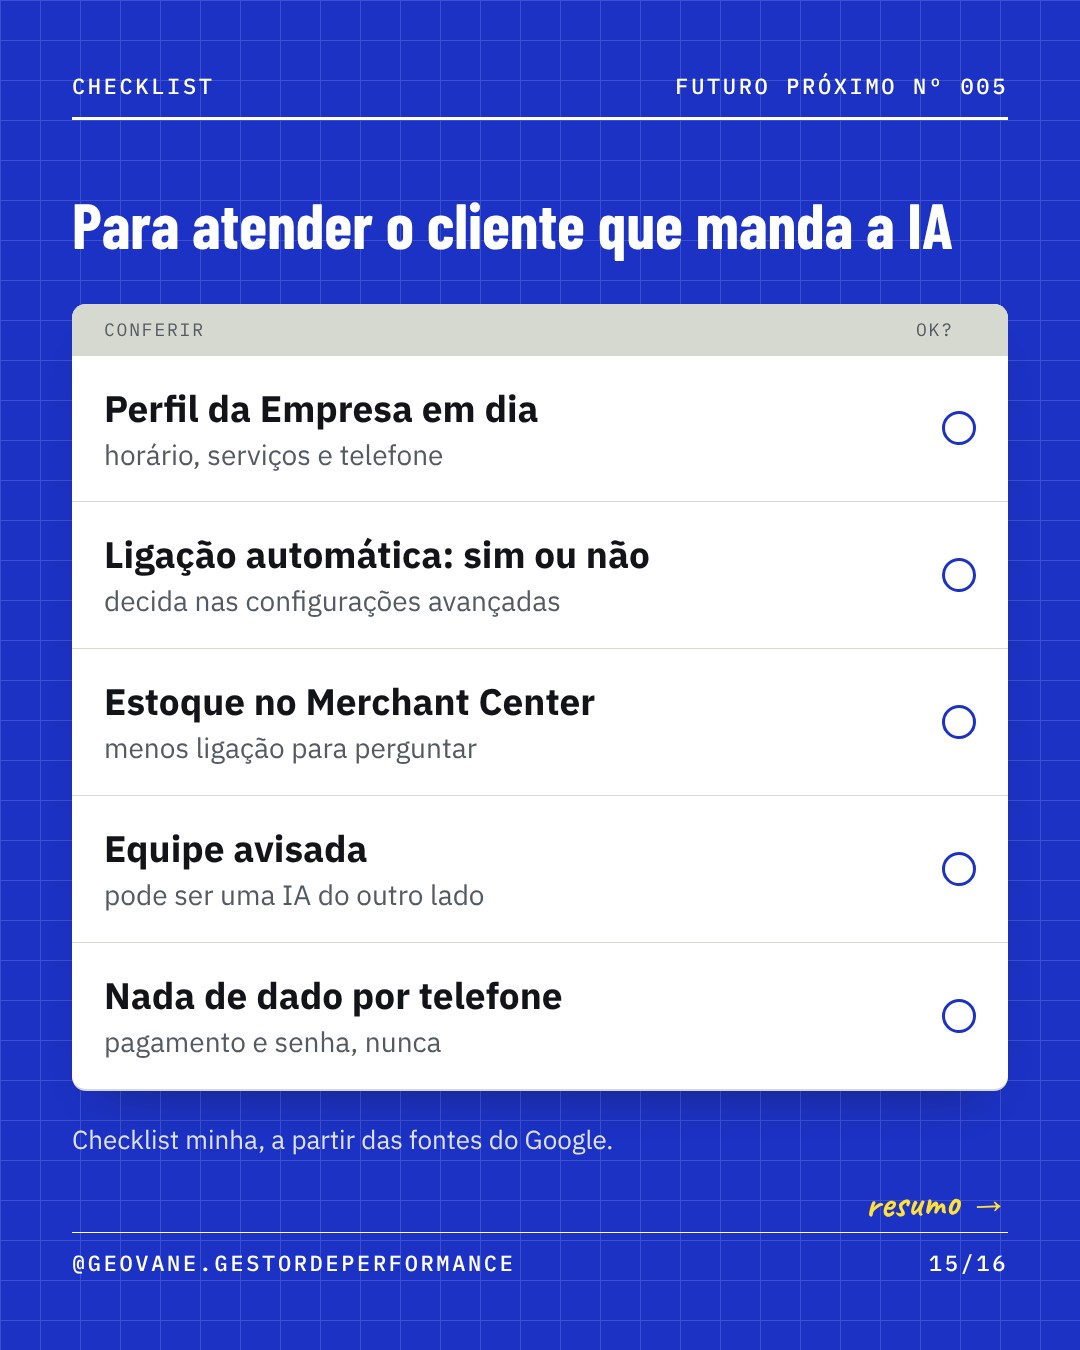 CHECKLIST
FUTURO PRÓXIMO Nº 005
Para atender o cliente que manda a IA
CONFERIR
OK?
Perfil da Empresa em dia
horário, serviços e telefone
Ligação automática: sim ou não
decida nas configurações avançadas
Estoque no Merchant Center
menos ligação para perguntar
Equipe avisada
pode ser uma IA do outro lado
Nada de dado por telefone
pagamento e senha, nunca
Checklist minha, a partir das fontes do Google.
resumo →
@GEOVANE.GESTORDEPERFORMANCE
15/16